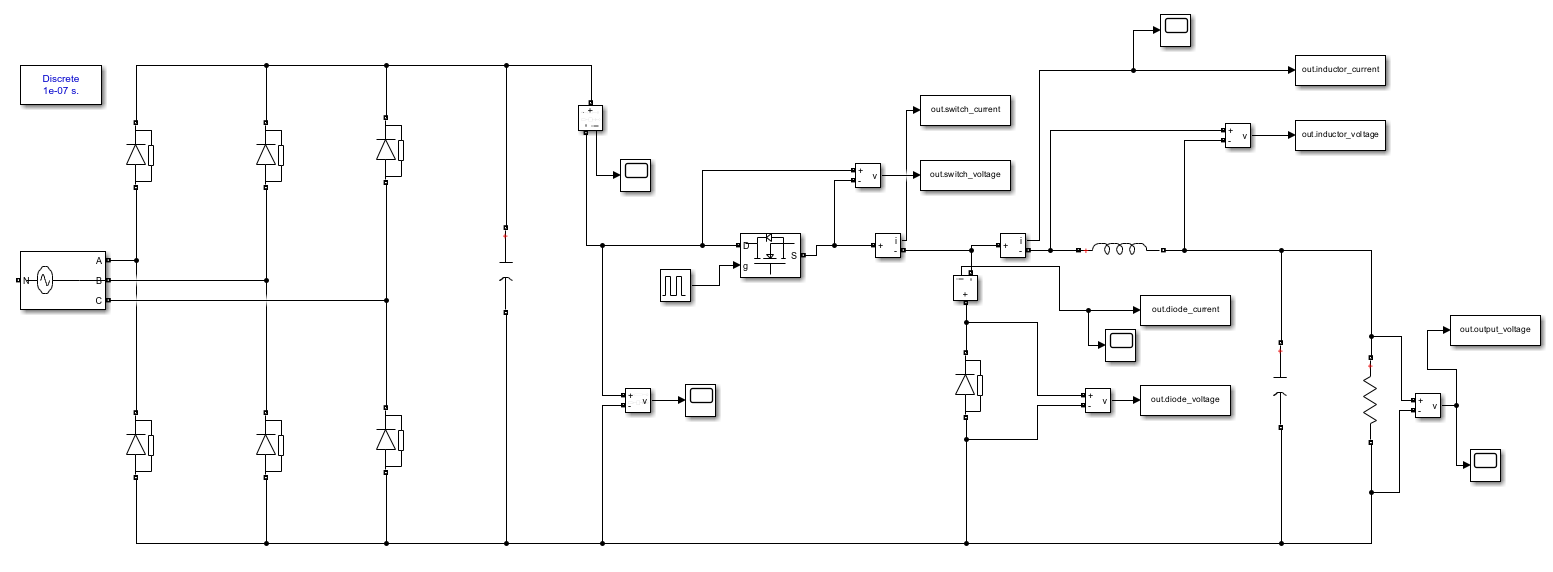 Discrete
1e-07 s.
out.inductor_current
out.switch_current
+
-
v
out.inductor_voltage
+
-
v
out.switch_voltage
D
g
S
+
i
-
+
i
-
A
N
B
C
+
out.diode_current
out.output_voltage
+
-
v
+
-
v
out.diode_voltage
+
-
v